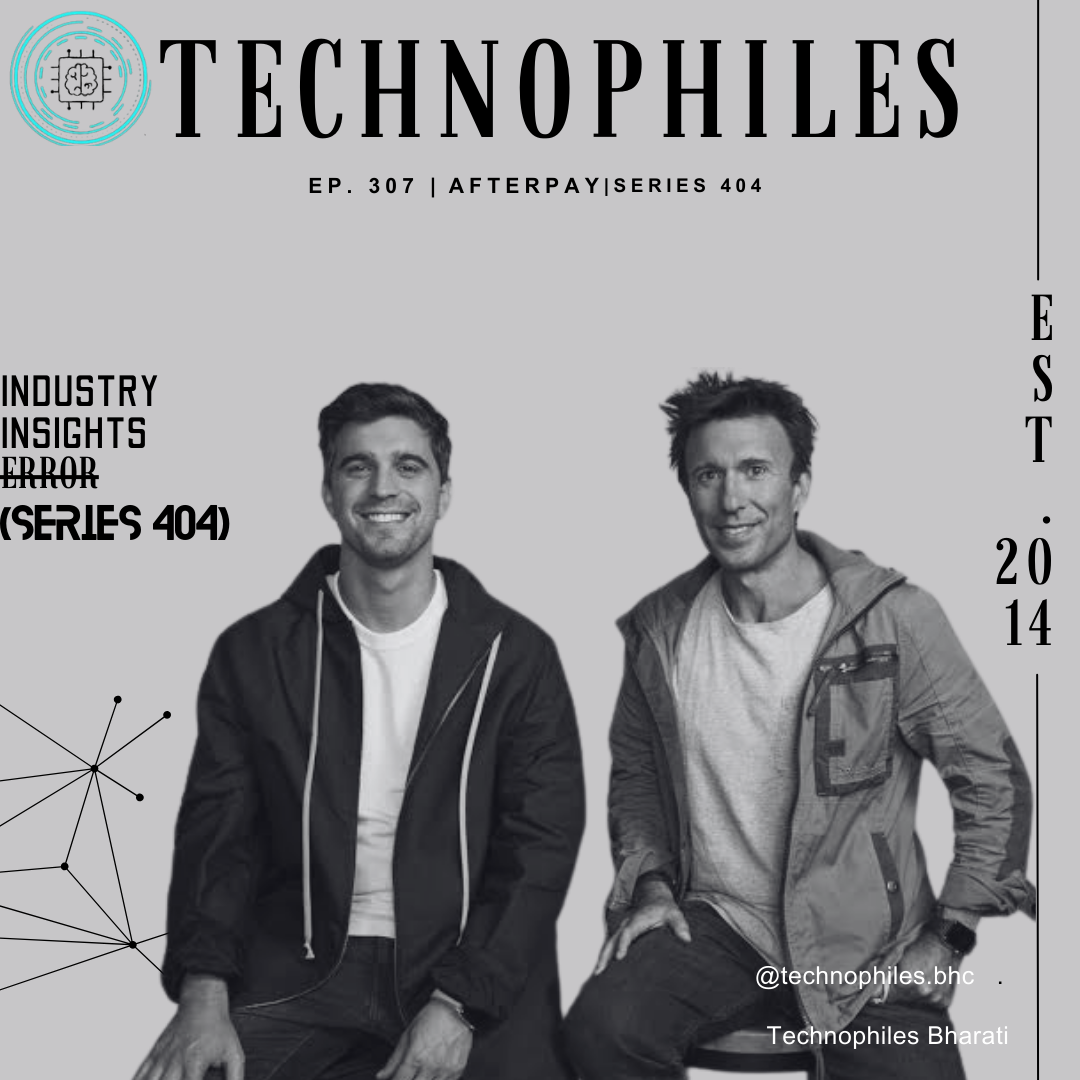 TECHNOPHILES
EP. 307 | AFTERPAY|SERIES 404
INDUSTRY
INSIGHTS
ERROR
(SERIES 404)
E
S
T
.
20
14
@technophiles.bhc .
Technophiles Bharati